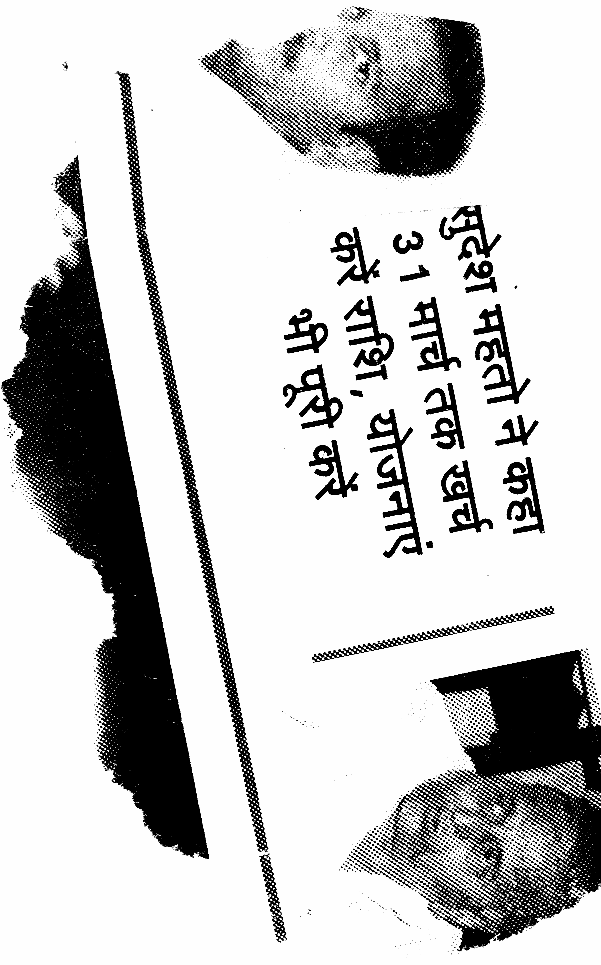 सुदेश महतो ने कहा
31 मार्च तक खर्च
करें राशि, योजनाएं
भी पूरी करें